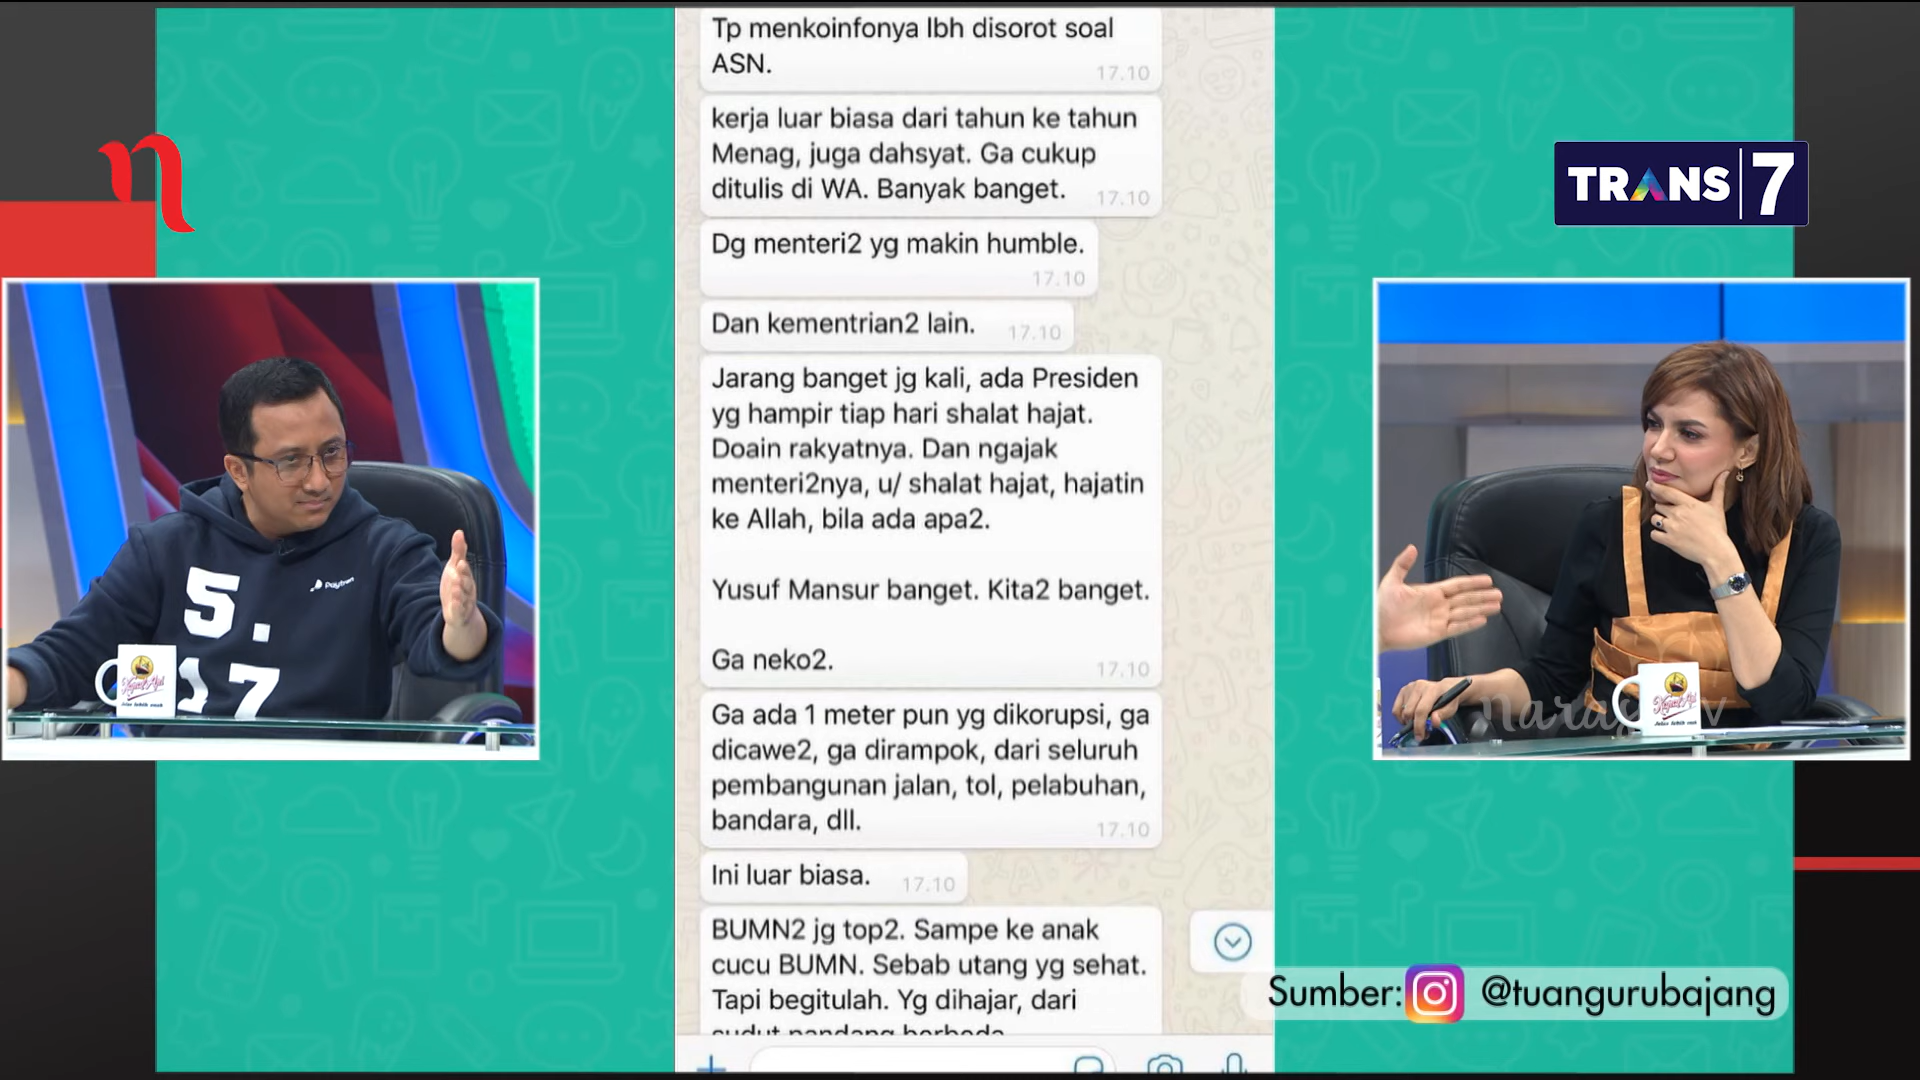 Tp menkoinfonya lbh disorot soal
ASN.
17.10
kerja luar biasa dari tahun ke tahun
Menag, juga dahsyat. Ga cukup
ditulis di WA. Banyak banget.
17.10
Dg menteri2 yg makin humble.
17.10
Dan kementrian2 lain.
17.10
Jarang banget jg kali, ada Presiden
yg hampir tiap hari shalat hajat.
Doain rakyatnya. Dan ngajak
menteri2nya, u/ shalat hajat, hajatin
ke Allah, bila ada apa2.
Yusuf Mansur banget. Kita2 banget.
Ga neko2.
17.10
Ga ada 1 meter pun yg dikorupsi, ga
dicawe2, ga dirampok, dari seluruh
pembangunan jalan, tol, pelabuhan,
bandara, dll.
17.10
Ini luar biasa.
17.10
BUMN2 jg top2. Sampe ke anak
cucu BUMN. Sebab utang yg sehat.
Tapi begitulah. Yg dihajar, dari
sudut pandang berbeda
n
TRANS|7
5.
17
paytren
Sumber: @tuangurubajang